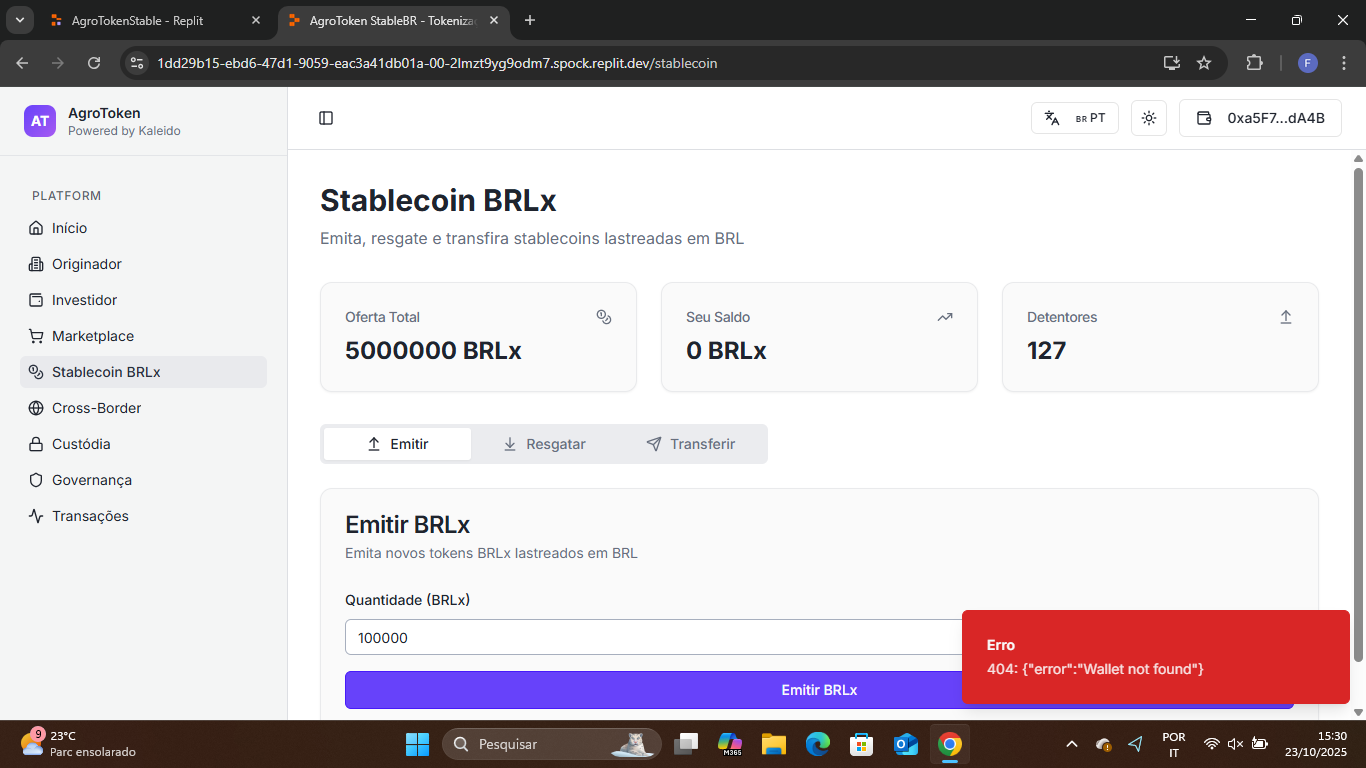 AgroTokenStable - Replit
AgroToken StableBR - Tokeniza
1dd29b15-ebd6-47d1-9059-eac3a41db01a-00-2lmzt9yg9odm7.spock.replit.dev/stablecoin
F
AT
AgroToken
Powered by Kaleido
BR PT
0xa5F7...dA4B
PLATFORM
Início
Originador
Investidor
Marketplace
Stablecoin BRLx
Cross-Border
Custódia
Governança
Transações
Stablecoin BRLx
Emita, resgate e transfira stablecoins lastreadas em BRL
Oferta Total
5000000 BRLx
Seu Saldo
0 BRLx
Detentores
127
Emitir
Resgatar
Transferir
Emitir BRLx
Emita novos tokens BRLx lastreados em BRL
Quantidade (BRLx)
100000
Emitir BRLx
Erro
404: {"error":"Wallet not found"}
9
23°C
Parc ensolarado
Pesquisar
M365
POR
IT
15:30
23/10/2025